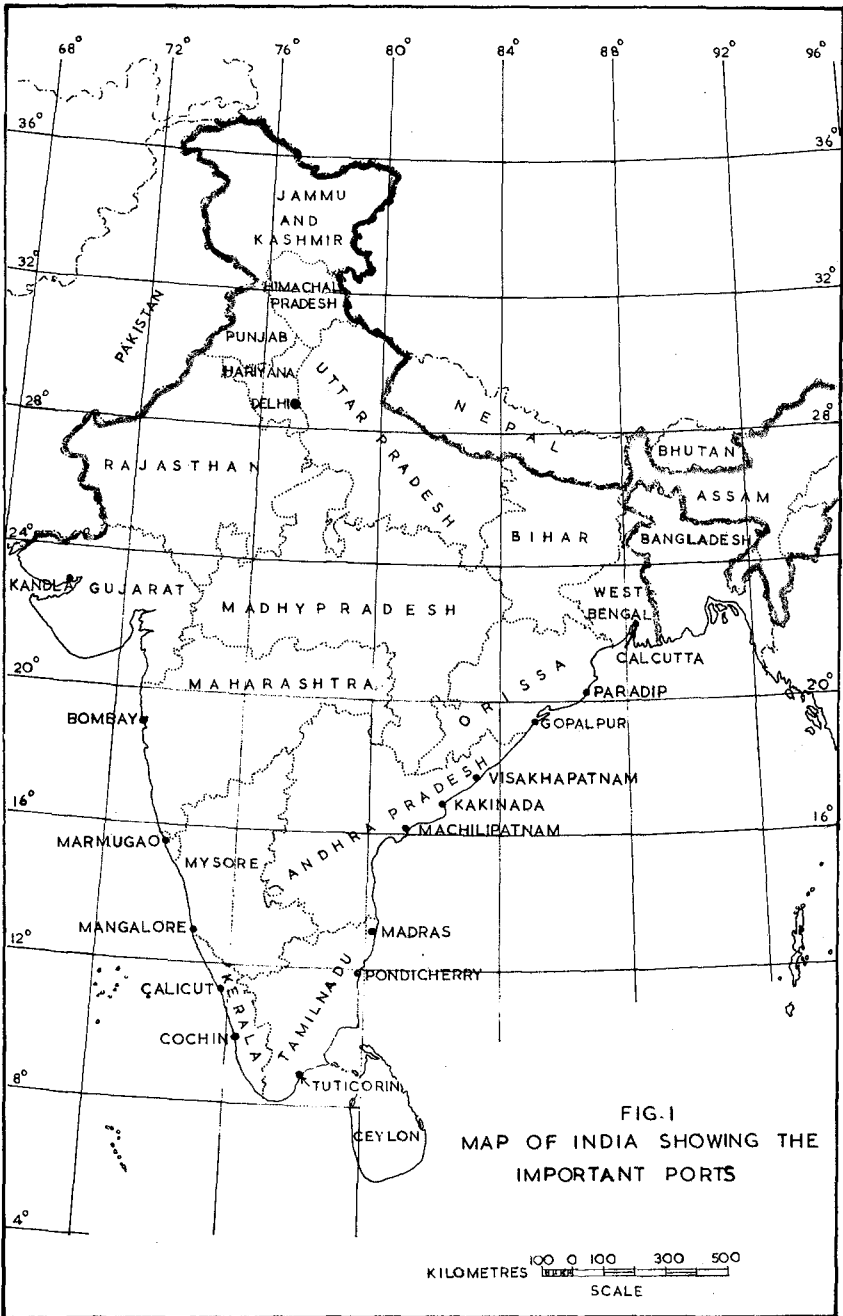 68° 72° 76° 80° 84° 88° 92° 96°
36° 36°
JAMMU
AND
KASHMIR
32° 32°
HIMACHAL
PRADESH
PAKISTAN
PUNJAB
HARIYANA
DELHI
UTTAR PRADESH
NEPAL
28° 28°
BHUTAN
RAJASTHAN
ASSAM
BIHAR
BANGLADESH
24° 24°
KANDLA
GUJARAT
WEST
BENGAL
MADHYPRADESH
CALCUTTA
MAHARASHTRA
ORISSA
20° 20°
PARADIP
BOMBAY
GOPALPUR
ANDHRA PRADESH
VISAKHAPATNAM
KAKINADA
16° 16°
MACHILIPATNAM
MARMUGAO
MYSORE
MANGALORE
MADRAS
12° 12°
PONDICHERRY
CALICUT
KERALA
TAMILNADU
COCHIN
8° 8°
TUTICORIN
CEYLON
FIG.1
MAP OF INDIA SHOWING THE
IMPORTANT PORTS
4°
KILOMETRES 100 0 100 300 500
SCALE